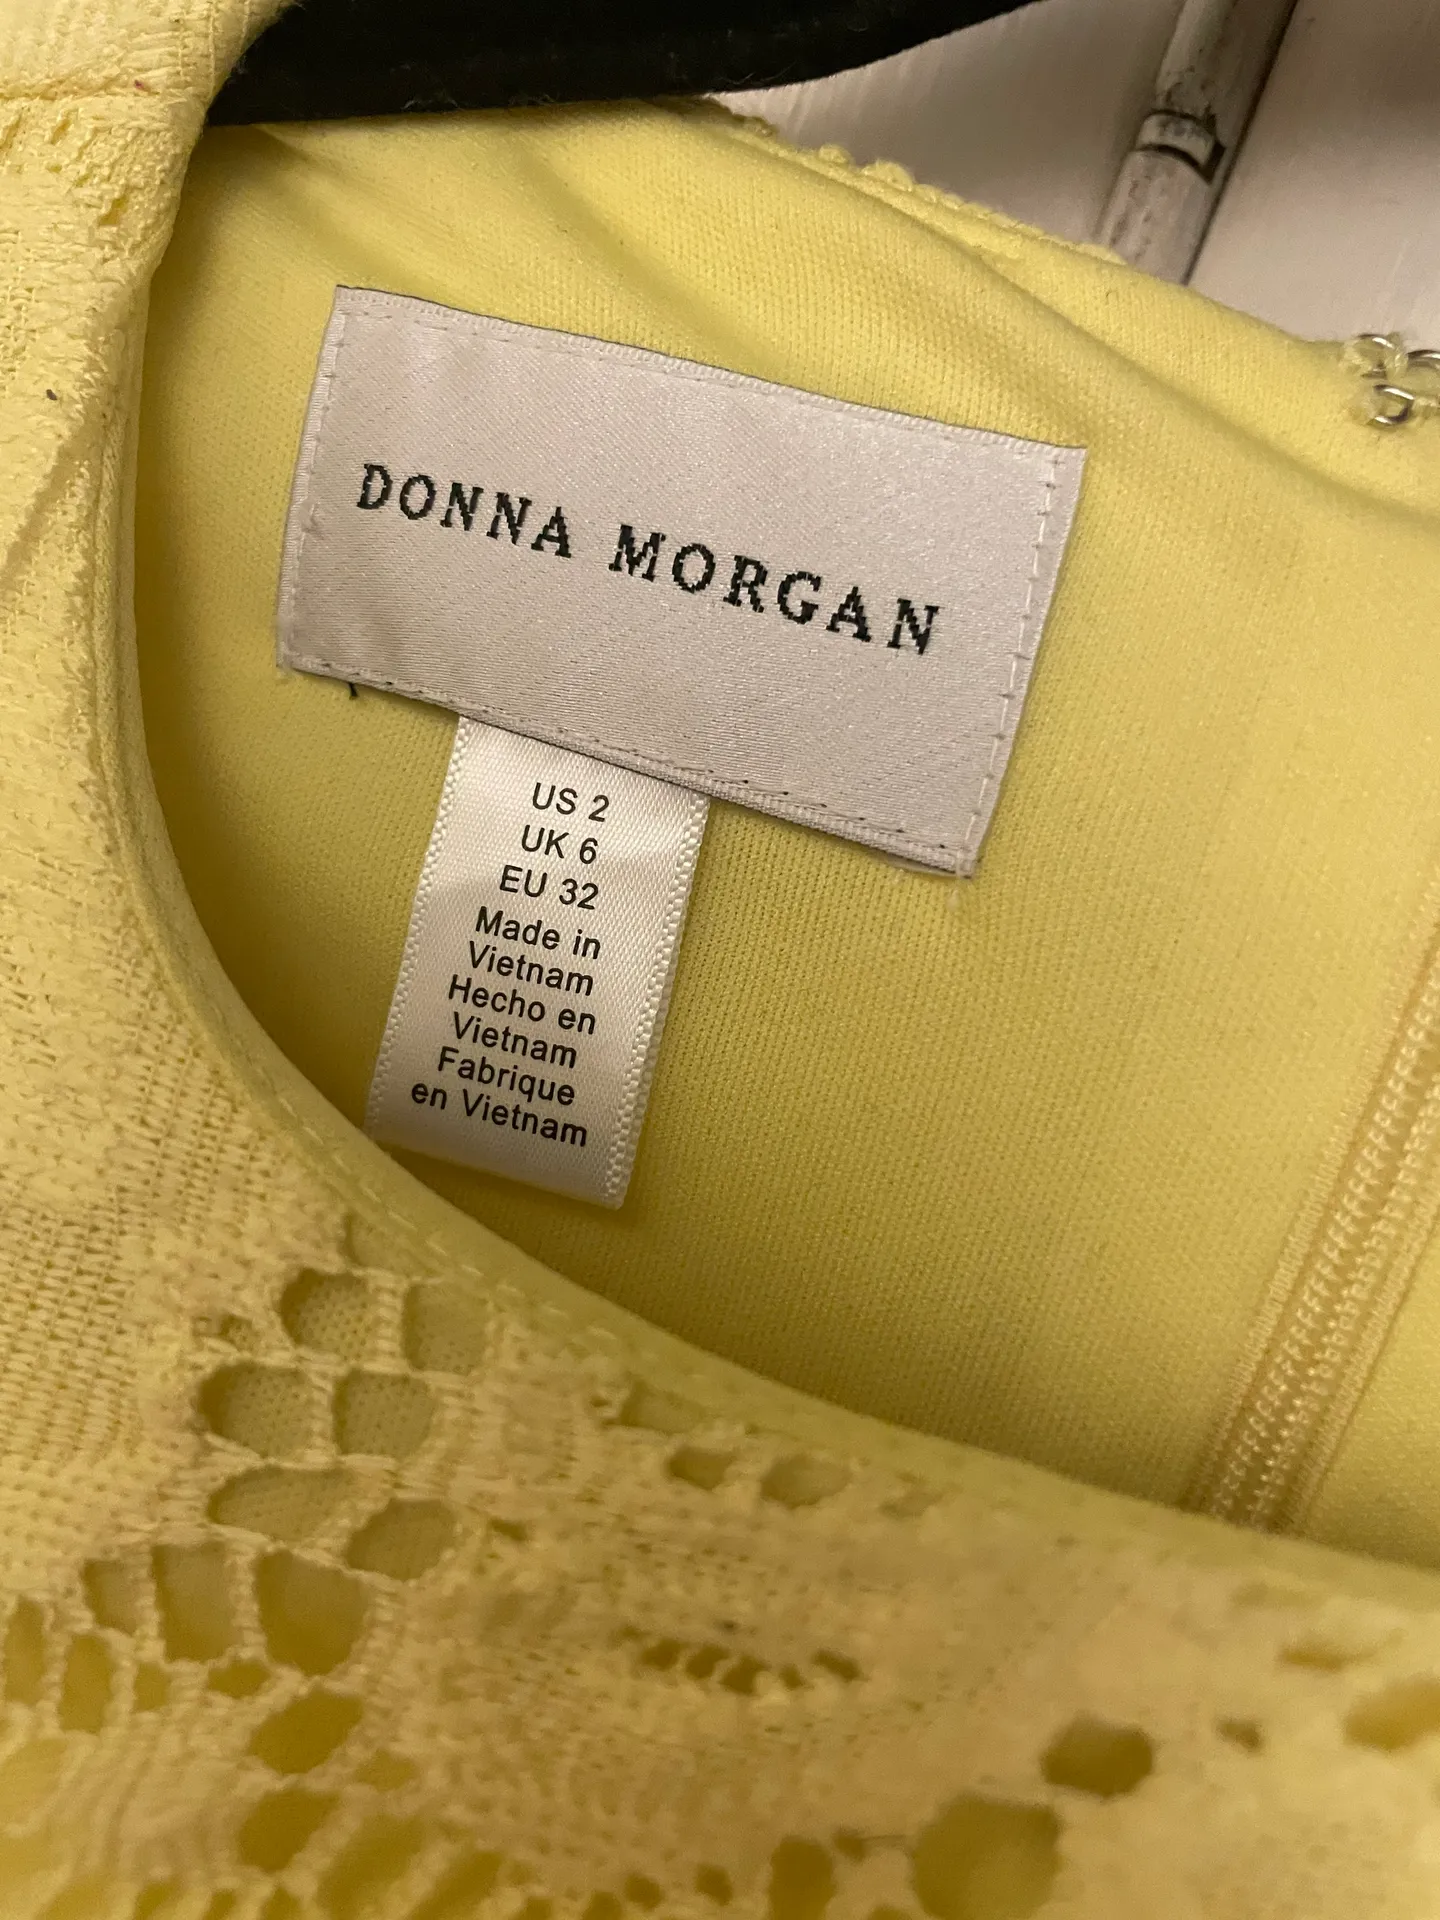 DONNA MORGAN
US 2
UK 6
EU 32
Made in
Vietnam
Hecho en
Vietnam
Fabrique
en Vietnam